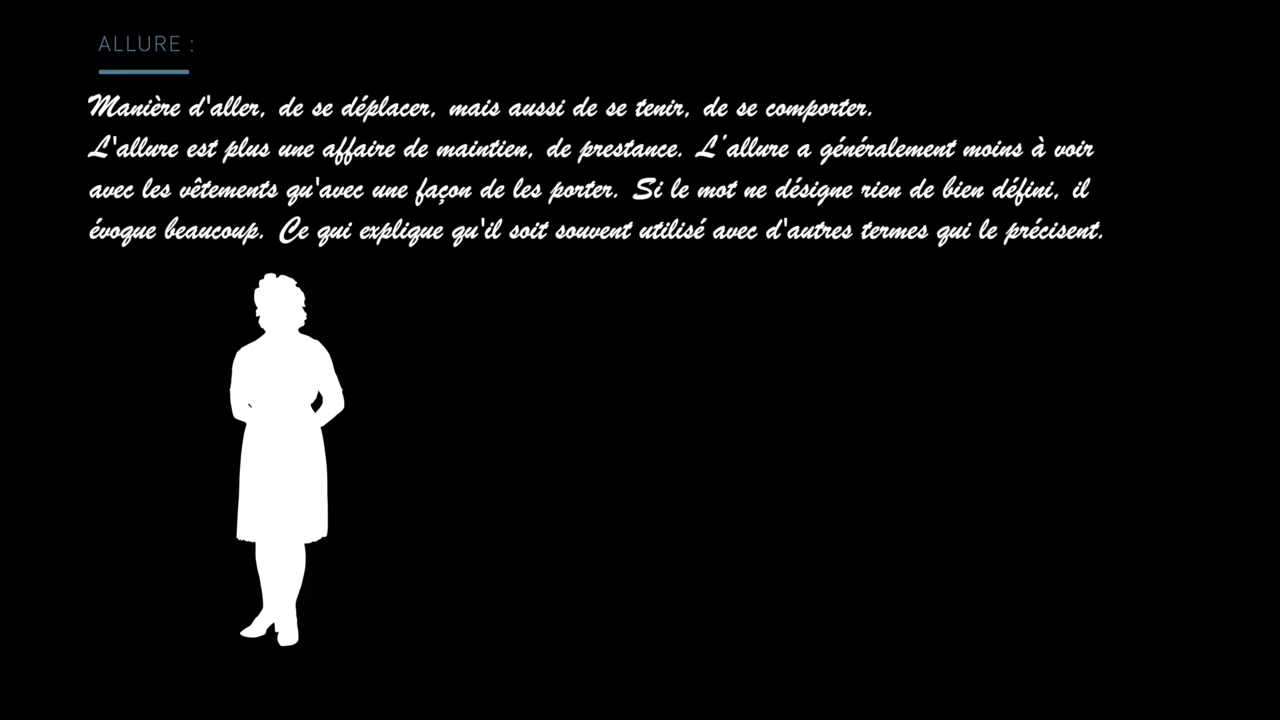 ALLURE :
Manière d'aller, de se déplacer, mais aussi de se tenir, de se comporter.
L'allure est plus une affaire de maintien, de prestance. L'allure a généralement moins à voir
avec les vêtements qu'avec une façon de les porter. Si le mot ne désigne rien de bien défini, il
évoque beaucoup. Ce qui explique qu'il soit souvent utilisé avec d'autres termes qui le précisent.